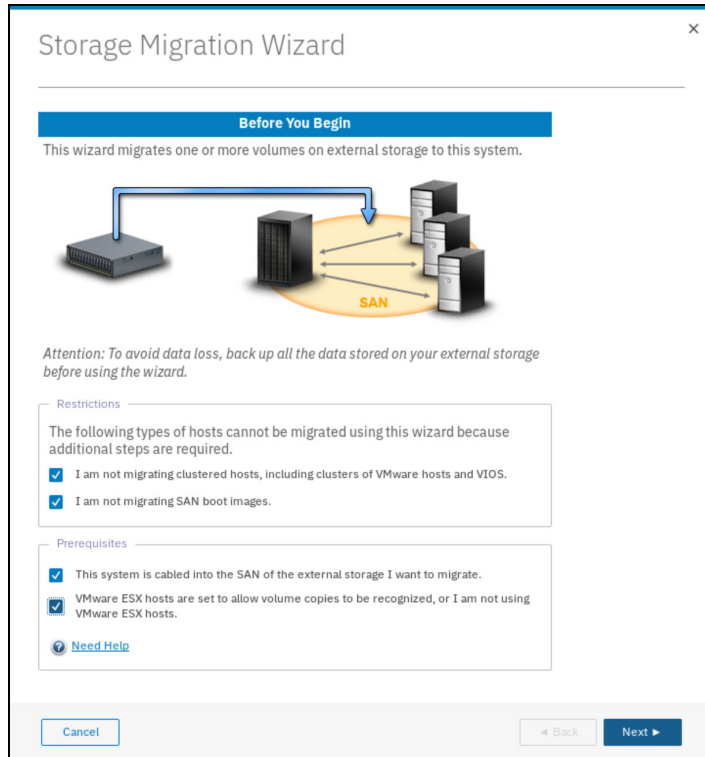 Storage Migration Wizard
Before You Begin
This wizard migrates one or more volumes on external storage to this system.
SAN
Attention: To avoid data loss, back up all the data stored on your external storage
before using the wizard.
Restrictions
The following types of hosts cannot be migrated using this wizard because
additional steps are required.
I am not migrating clustered hosts, including clusters of VMware hosts and VIOS.
I am not migrating SAN boot images.
Prerequisites
This system is cabled into the SAN of the external storage I want to migrate.
VMware ESX hosts are set to allow volume copies to be recognized, or I am not using
VMware ESX hosts.
Need Help
Cancel
◄ Back
Next ►